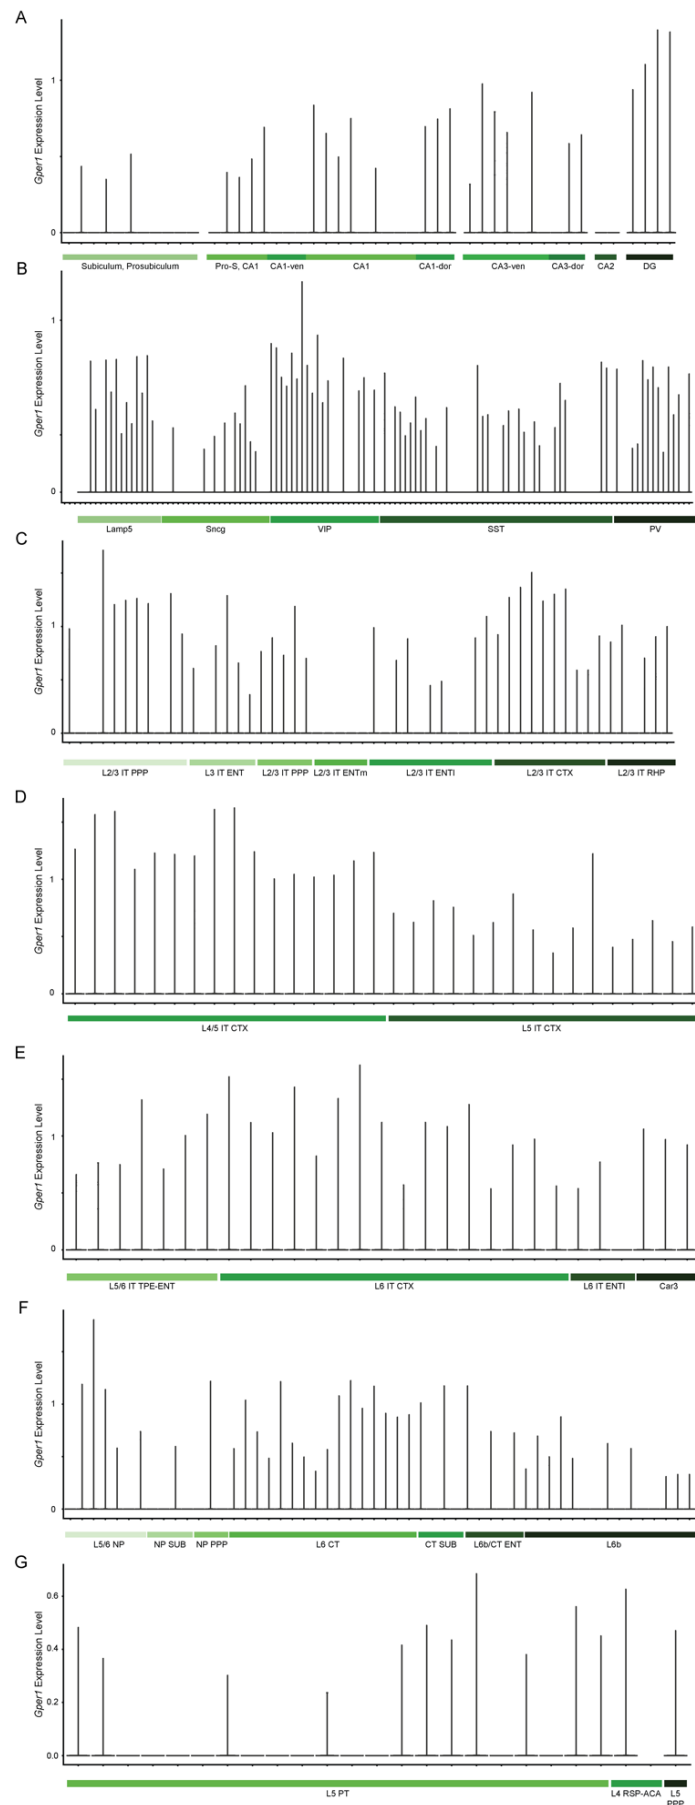 A
Gper1 Expression Level
1
0
Subiculum, Prosubiculum Pro-S, CA1 CA1-ven CA1 CA1-dor CA3-ven CA3-dor CA2 DG
B
Gper1 Expression Level
1
0
Lamp5 Sncg VIP SST PV
C
Gper1 Expression Level
1
0
L2/3 IT PPP L3 IT ENT L2/3 IT PPP L2/3 IT ENTm L2/3 IT ENTl L2/3 IT CTX L2/3 IT RHP
D
Gper1 Expression Level
1
0
L4/5 IT CTX L5 IT CTX
E
Gper1 Expression Level
1
0
L5/6 IT TPE-ENT L6 IT CTX L6 IT ENTl Car3
F
Gper1 Expression Level
1
0
L5/6 NP NP SUB NP PPP L6 CT CT SUB L6b/CT ENT L6b
G
Gper1 Expression Level
0.6
0.4
0.2
0.0
L5 PT L4 RSP-ACA L5
PPP